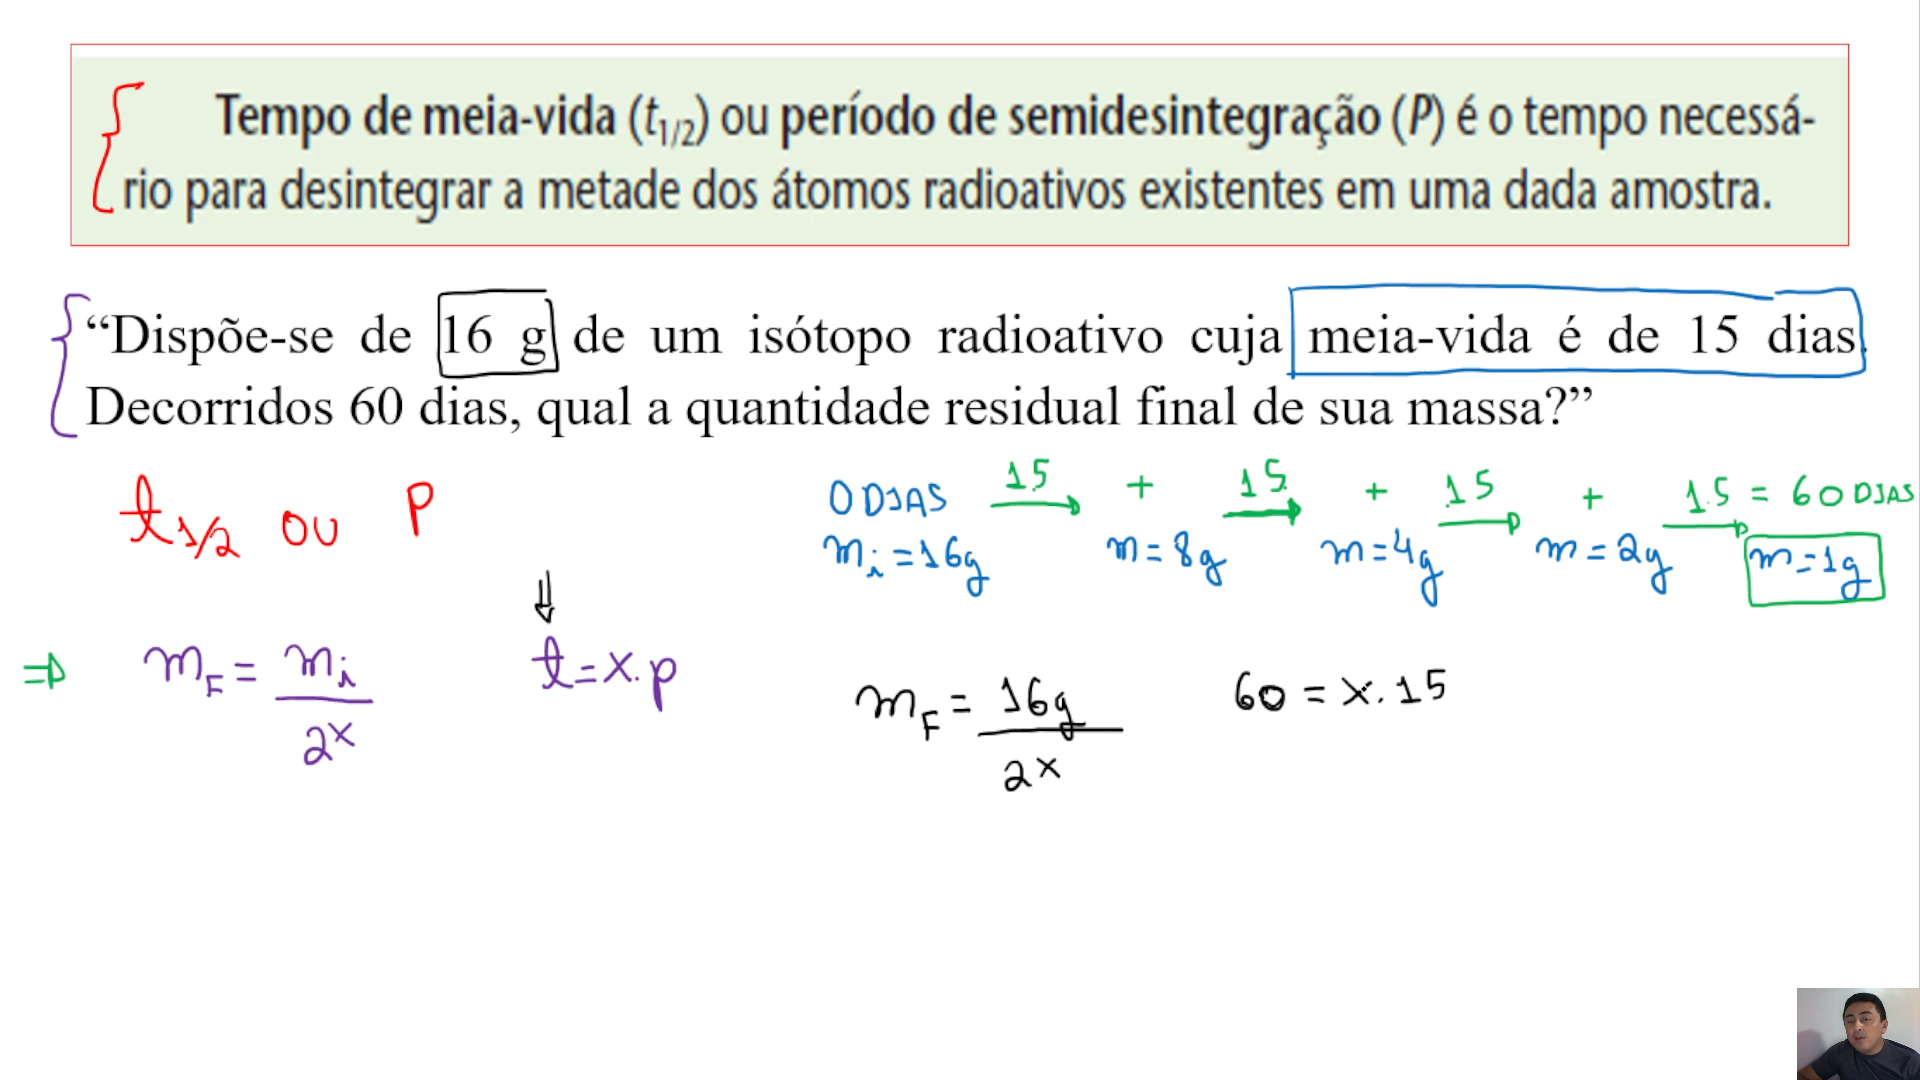 Tempo de meia-vida (t1/2) ou período de semidesintegração (P) é o tempo necessá-
rio para desintegrar a metade dos átomos radioativos existentes em uma dada amostra.
“Dispõe-se de 16 g de um isótopo radioativo cuja meia-vida é de 15 dias.
Decorridos 60 dias, qual a quantidade residual final de sua massa?”
t1/2 ou P
0 DIAS 15 + 15 + 15 + 15 = 60 DIAS
mi = 16g m = 8g m = 4g m = 2g m = 1g
mF = mi / 2^x t = x . p
mF = 16g / 2^x 60 = x . 15